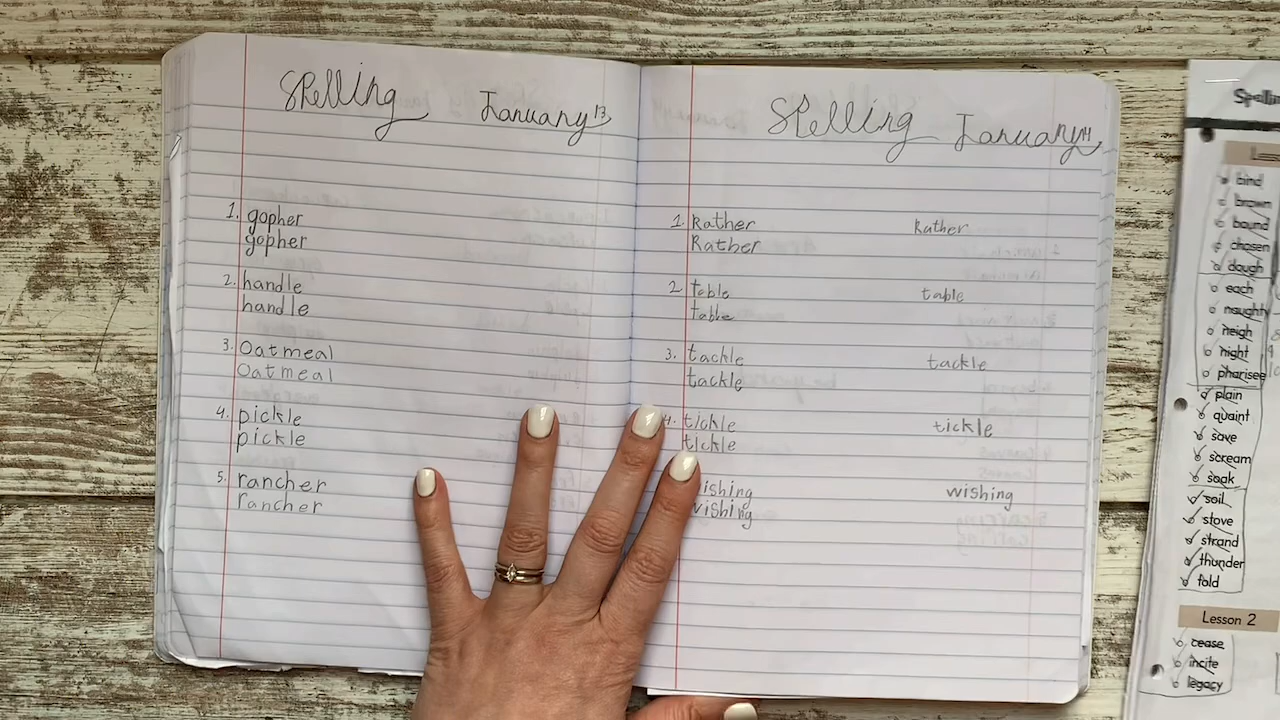 Spelling January 13
1. gopher
gopher
2. handle
handle
3. Oatmeal
Oatmeal
4. pickle
pickle
5. rancher
rancher
Spelling January 14
1. Rather Rather
Rather
2. table table
table
3. tackle tackle
tackle
4. tickle tickle
tickle
wishing wishing
wishing
bind
brown
bound
chosen
dough
each
naught
neigh
night
pharisee
plain
quaint
save
scream
soak
soil
stove
strand
thunder
told
Lesson 2
cease
incite
legacy